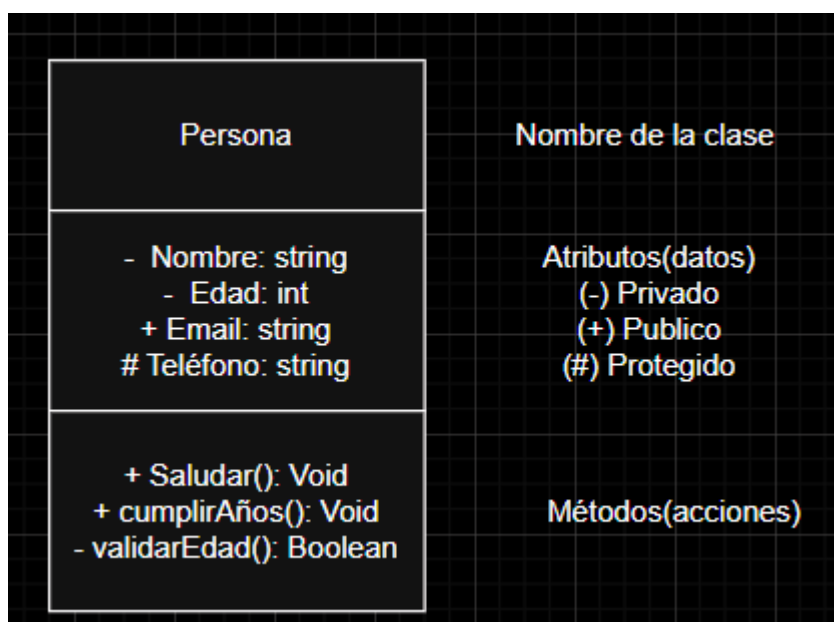 Persona
Nombre de la clase
- Nombre: string
- Edad: int
+ Email: string
# Teléfono: string
Atributos(datos)
(-) Privado
(+) Publico
(#) Protegido
+ Saludar(): Void
+ cumplirAños(): Void
- validarEdad(): Boolean
Métodos(acciones)